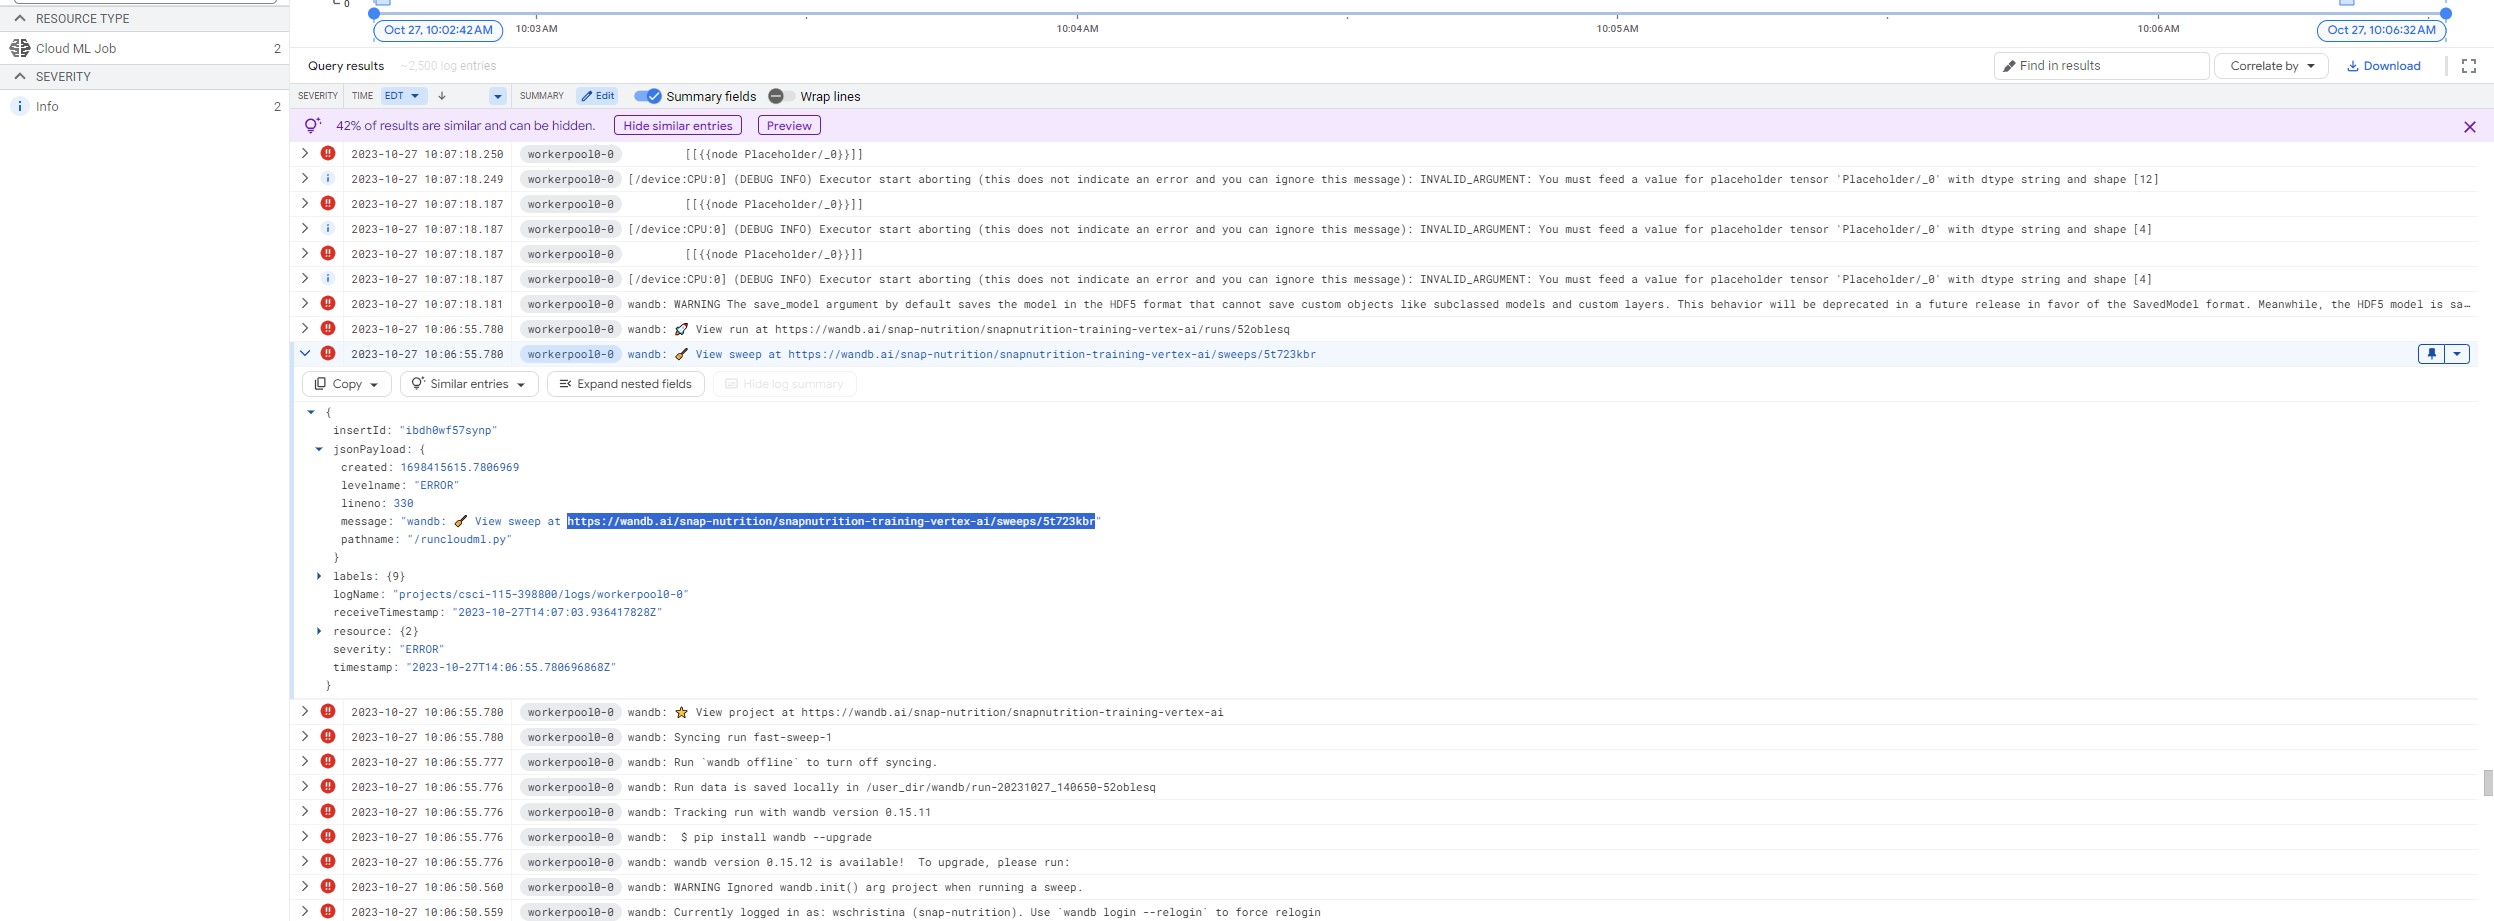 0
RESOURCE TYPE
Cloud ML Job 2
SEVERITY
Info 2
Oct 27, 10:02:42 AM 10:03AM 10:04AM 10:05AM 10:06AM Oct 27, 10:06:32 AM
Query results ~2,500 log entries Find in results Correlate by Download
SEVERITY TIME EDT SUMMARY Edit Summary fields Wrap lines
42% of results are similar and can be hidden. Hide similar entries Preview
2023-10-27 10:07:18.250 workerpool0-0 [[{{node Placeholder/_0}}]]
2023-10-27 10:07:18.249 workerpool0-0 [/device:CPU:0] (DEBUG INFO) Executor start aborting (this does not indicate an error and you can ignore this message): INVALID_ARGUMENT: You must feed a value for placeholder tensor 'Placeholder/_0' with dtype string and shape [12]
2023-10-27 10:07:18.187 workerpool0-0 [[{{node Placeholder/_0}}]]
2023-10-27 10:07:18.187 workerpool0-0 [/device:CPU:0] (DEBUG INFO) Executor start aborting (this does not indicate an error and you can ignore this message): INVALID_ARGUMENT: You must feed a value for placeholder tensor 'Placeholder/_0' with dtype string and shape [4]
2023-10-27 10:07:18.187 workerpool0-0 [[{{node Placeholder/_0}}]]
2023-10-27 10:07:18.187 workerpool0-0 [/device:CPU:0] (DEBUG INFO) Executor start aborting (this does not indicate an error and you can ignore this message): INVALID_ARGUMENT: You must feed a value for placeholder tensor 'Placeholder/_0' with dtype string and shape [4]
2023-10-27 10:07:18.181 workerpool0-0 wandb: WARNING The save_model argument by default saves the model in the HDF5 format that cannot save custom objects like subclassed models and custom layers. This behavior will be deprecated in a future release in favor of the SavedModel format. Meanwhile, the HDF5 model is sa…
2023-10-27 10:06:55.780 workerpool0-0 wandb: 🚀 View run at https://wandb.ai/snap-nutrition/snapnutrition-training-vertex-ai/runs/52oblesq
2023-10-27 10:06:55.780 workerpool0-0 wandb: 🧹 View sweep at https://wandb.ai/snap-nutrition/snapnutrition-training-vertex-ai/sweeps/5t723kbr
Copy Similar entries Expand nested fields Hide log summary
{
insertId: "ibdh0wf57synp"
jsonPayload: {
created: 1698415615.7806969
levelname: "ERROR"
lineno: 330
message: "wandb: 🧹 View sweep at https://wandb.ai/snap-nutrition/snapnutrition-training-vertex-ai/sweeps/5t723kbr"
pathname: "/runcloudml.py"
}
labels: {9}
logName: "projects/csci-115-398800/logs/workerpool0-0"
receiveTimestamp: "2023-10-27T14:07:03.936417828Z"
resource: {2}
severity: "ERROR"
timestamp: "2023-10-27T14:06:55.780696868Z"
}
2023-10-27 10:06:55.780 workerpool0-0 wandb: ⭐ View project at https://wandb.ai/snap-nutrition/snapnutrition-training-vertex-ai
2023-10-27 10:06:55.780 workerpool0-0 wandb: Syncing run fast-sweep-1
2023-10-27 10:06:55.777 workerpool0-0 wandb: Run `wandb offline` to turn off syncing.
2023-10-27 10:06:55.776 workerpool0-0 wandb: Run data is saved locally in /user_dir/wandb/run-20231027_140650-52oblesq
2023-10-27 10:06:55.776 workerpool0-0 wandb: Tracking run with wandb version 0.15.11
2023-10-27 10:06:55.776 workerpool0-0 wandb: $ pip install wandb --upgrade
2023-10-27 10:06:55.776 workerpool0-0 wandb: wandb version 0.15.12 is available! To upgrade, please run:
2023-10-27 10:06:50.560 workerpool0-0 wandb: WARNING Ignored wandb.init() arg project when running a sweep.
2023-10-27 10:06:50.559 workerpool0-0 wandb: Currently logged in as: wschristina (snap-nutrition). Use `wandb login --relogin` to force relogin